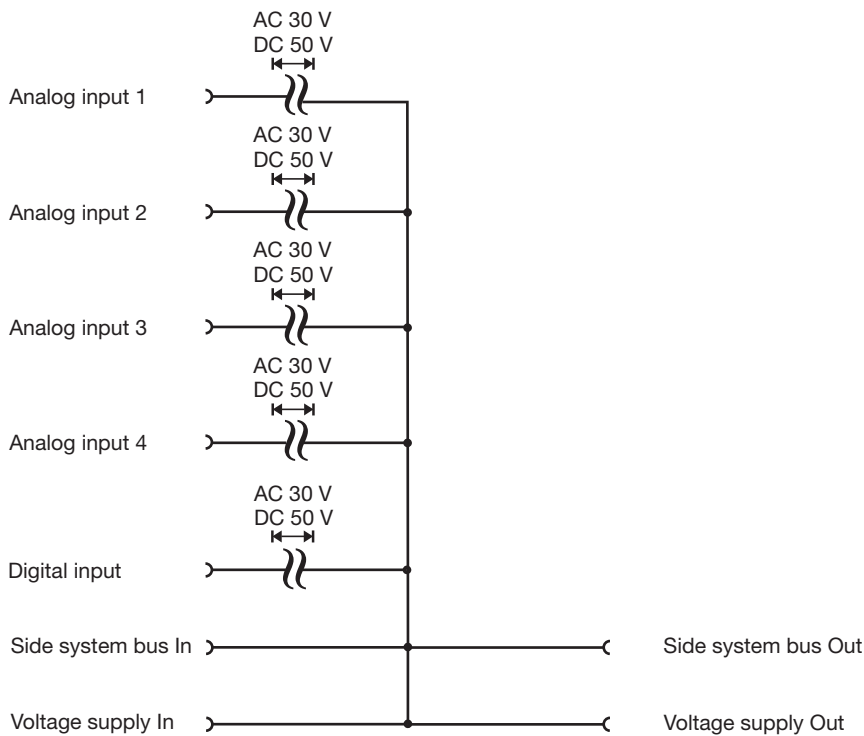 AC 30 V
DC 50 V
Analog input 1
AC 30 V
DC 50 V
Analog input 2
AC 30 V
DC 50 V
Analog input 3
AC 30 V
DC 50 V
Analog input 4
AC 30 V
DC 50 V
Digital input
Side system bus In
Side system bus Out
Voltage supply In
Voltage supply Out